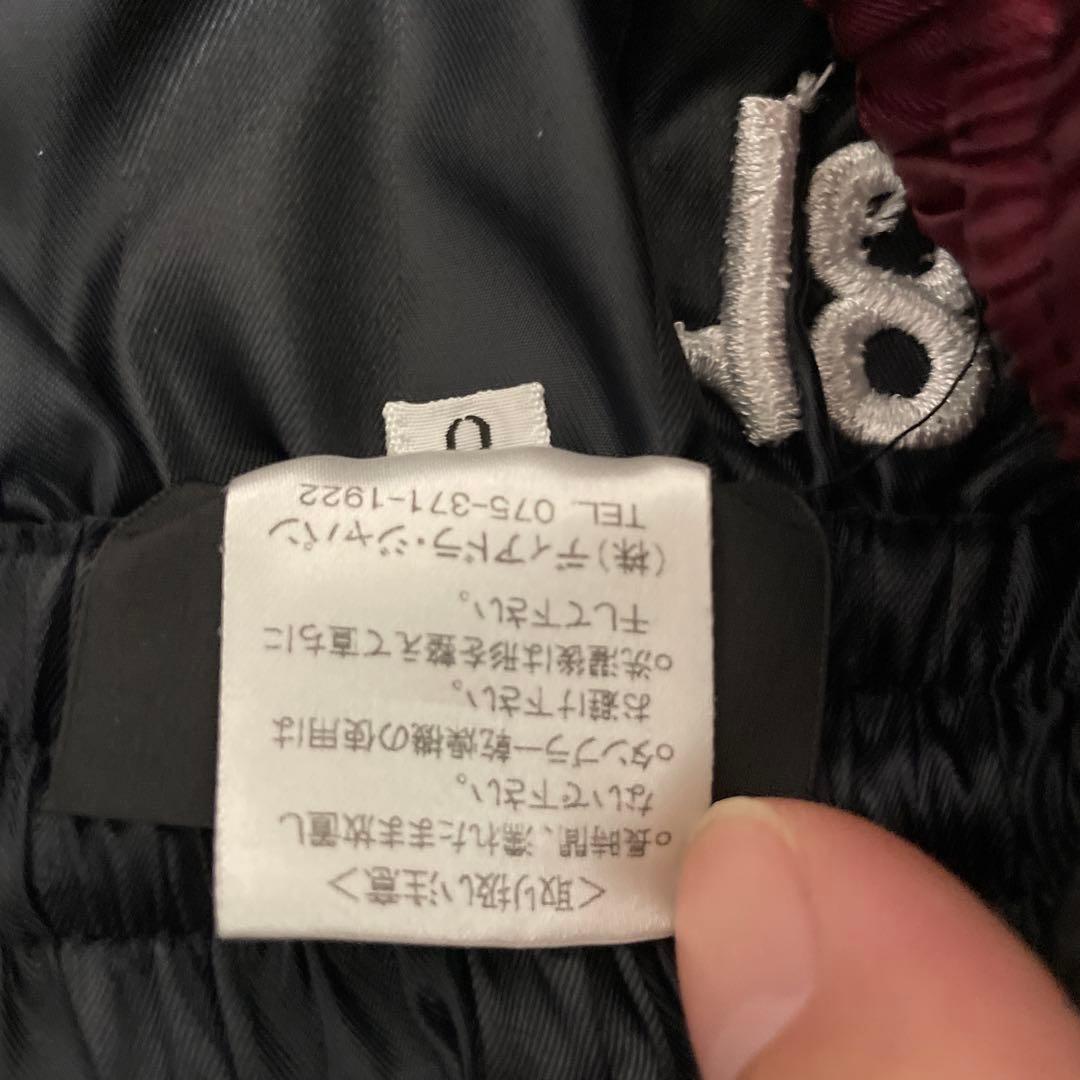 <取り扱い注意>
○長時間、濡れたまま放置し
ないで下さい。
○タンブラー乾燥機の使用は
お避け下さい。
○洗濯後は形を整えて直ちに
干して下さい。
(株)ディアドラ・ジャパン
TEL. 075-371-1922
O
18